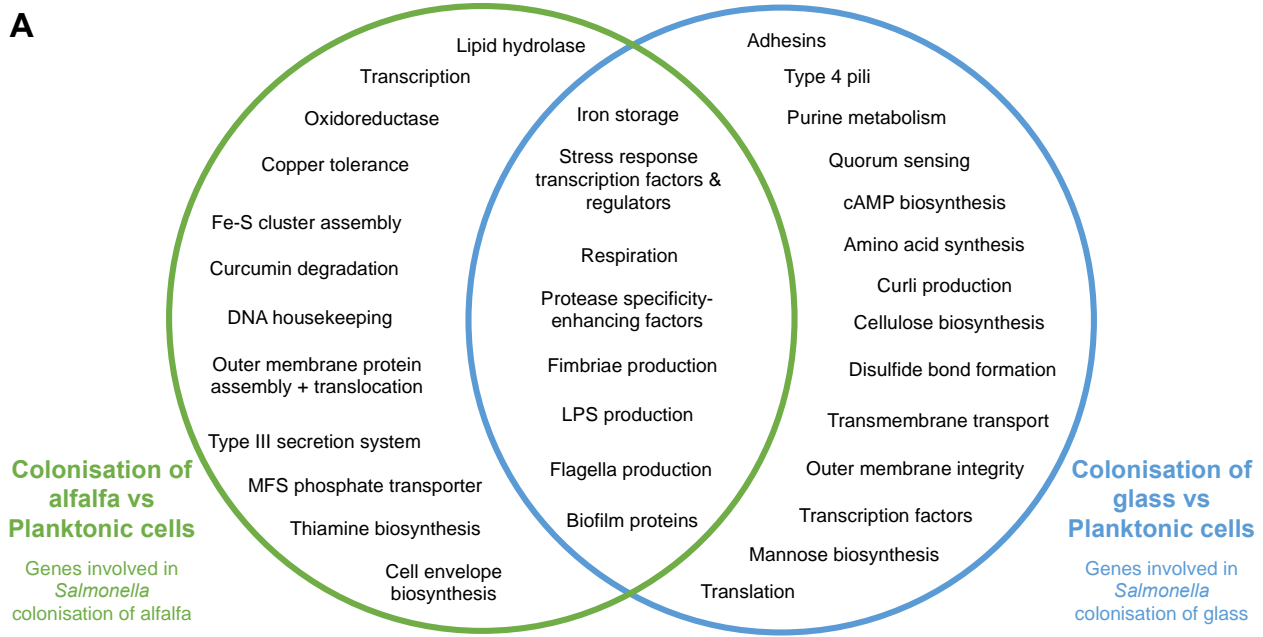 A
Lipid hydrolase
Transcription
Oxidoreductase
Copper tolerance
Fe-S cluster assembly
Curcumin degradation
DNA housekeeping
Outer membrane protein
assembly + translocation
Type III secretion system
MFS phosphate transporter
Thiamine biosynthesis
Cell envelope
biosynthesis
Iron storage
Stress response
transcription factors &
regulators
Respiration
Protease specificity-
enhancing factors
Fimbriae production
LPS production
Flagella production
Biofilm proteins
Adhesins
Type 4 pili
Purine metabolism
Quorum sensing
cAMP biosynthesis
Amino acid synthesis
Curli production
Cellulose biosynthesis
Disulfide bond formation
Transmembrane transport
Outer membrane integrity
Transcription factors
Mannose biosynthesis
Translation
Colonisation of
alfalfa vs
Planktonic cells
Genes involved in
Salmonella
colonisation of alfalfa
Colonisation of
glass vs
Planktonic cells
Genes involved in
Salmonella
colonisation of glass